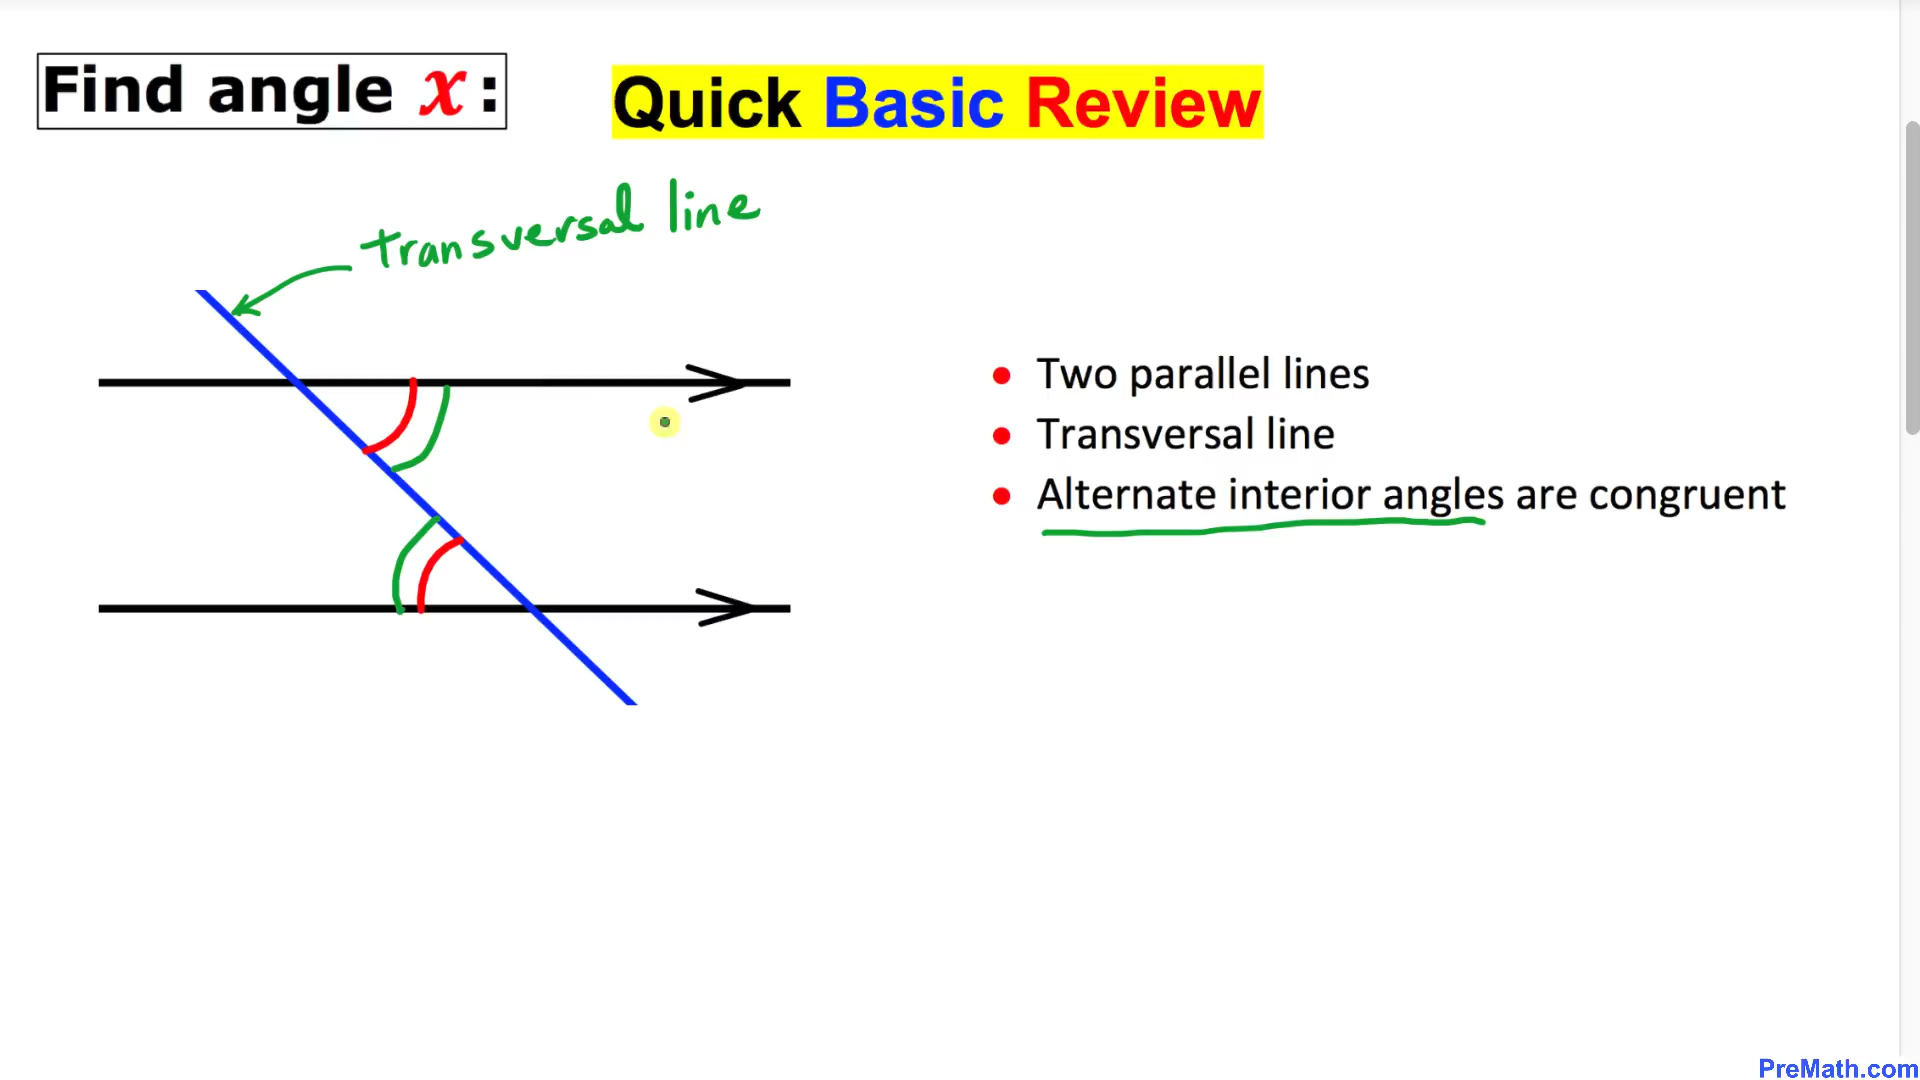 Find angle x:
Quick Basic Review
transversal line
• Two parallel lines
• Transversal line
• Alternate interior angles are congruent
PreMath.com